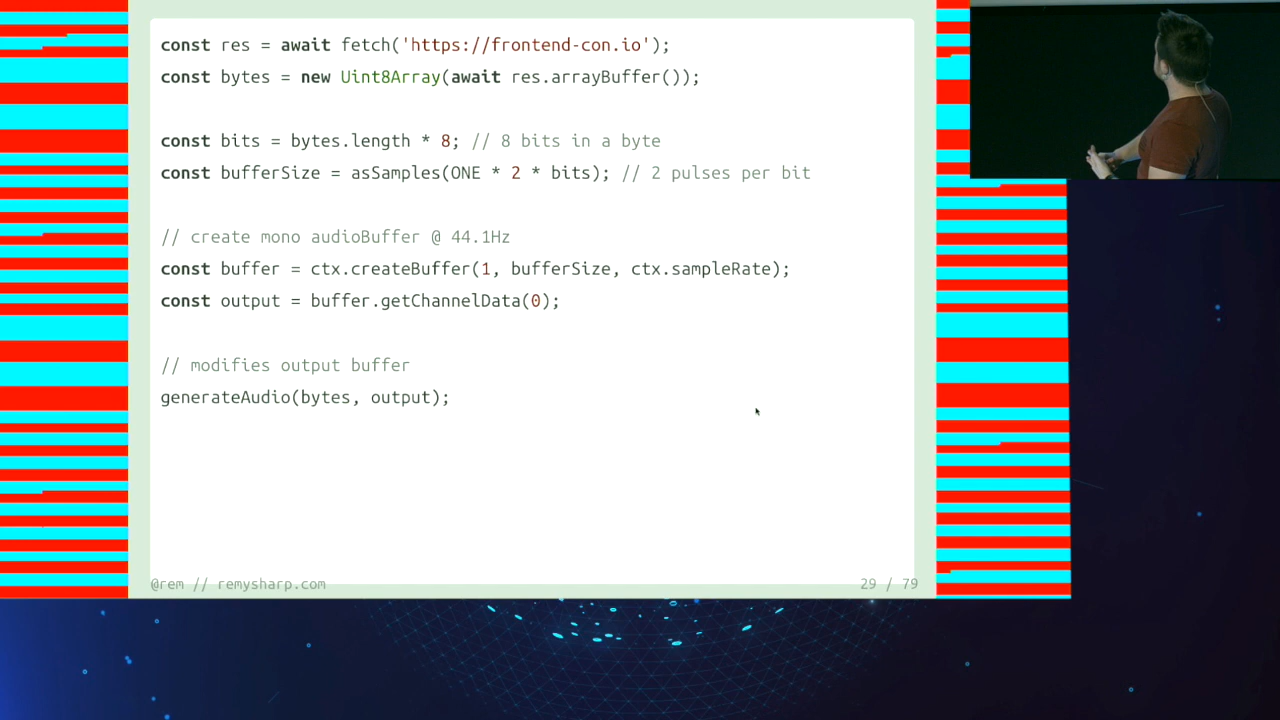 const res = await fetch('https://frontend-con.io');
const bytes = new Uint8Array(await res.arrayBuffer());
const bits = bytes.length * 8; // 8 bits in a byte
const bufferSize = asSamples(ONE * 2 * bits); // 2 pulses per bit
// create mono audioBuffer @ 44.1Hz
const buffer = ctx.createBuffer(1, bufferSize, ctx.sampleRate);
const output = buffer.getChannelData(0);
// modifies output buffer
generateAudio(bytes, output);
@rem // remysharp.com
29 / 79